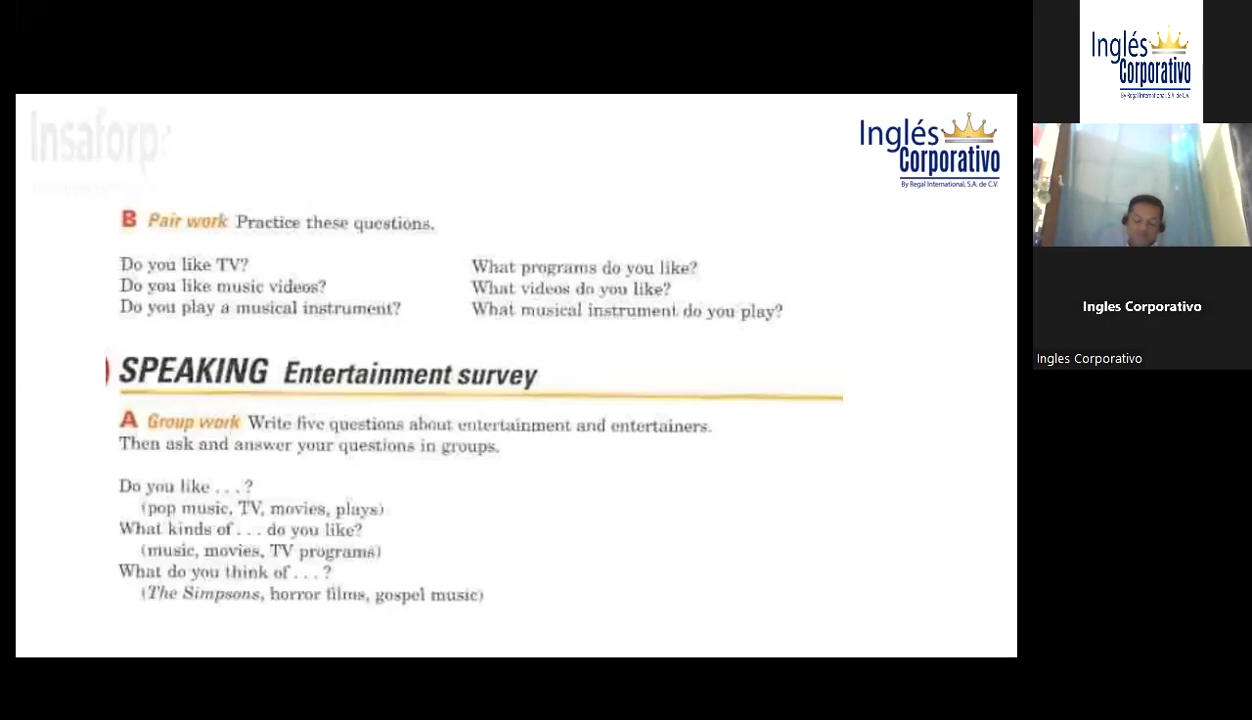 Insaforp
Inglés
Corporativo
By Regal International, S.A. de C.V.
B Pair work Practice these questions.
Do you like TV?
Do you like music videos?
Do you play a musical instrument?
What programs do you like?
What videos do you like?
What musical instrument do you play?
SPEAKING Entertainment survey
A Group work Write five questions about entertainment and entertainers.
Then ask and answer your questions in groups.
Do you like . . . ?
(pop music, TV, movies, plays)
What kinds of . . . do you like?
(music, movies, TV programs)
What do you think of . . . ?
(The Simpsons, horror films, gospel music)
Inglés
Corporativo
By Regal International, S.A. de C.V.
Ingles Corporativo
Ingles Corporativo